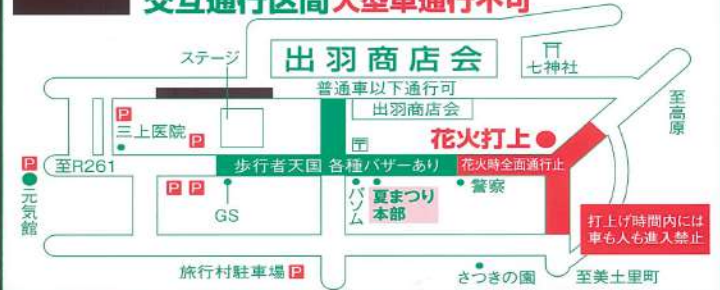 交互通行区間 大型車通行不可
ステージ
出羽商店会
七神社
普通車以下通行可
出羽商店会
至高原
P
三上医院
P
花火打上
P
至R261
歩行者天国 各種バザーあり
花火時全面通行止
元気館
P P
GS
パソム
夏まつり
本部
警察
打上げ時間内には
車も人も進入禁止
旅行村駐車場 P
さつきの園
至美土里町